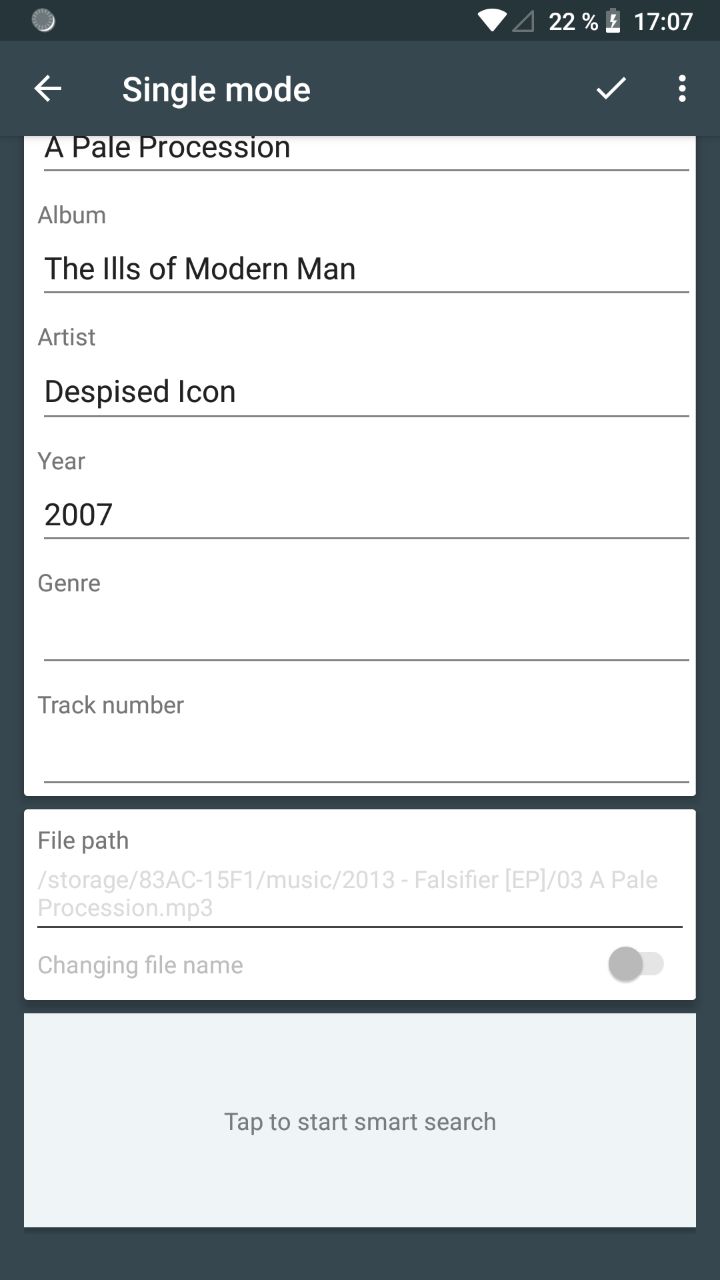 22 % 17:07
Single mode
A Pale Procession
Album
The Ills of Modern Man
Artist
Despised Icon
Year
2007
Genre
Track number
File path
/storage/83AC-15F1/music/2013 - Falsifier [EP]/03 A Pale
Procession.mp3
Changing file name
Tap to start smart search